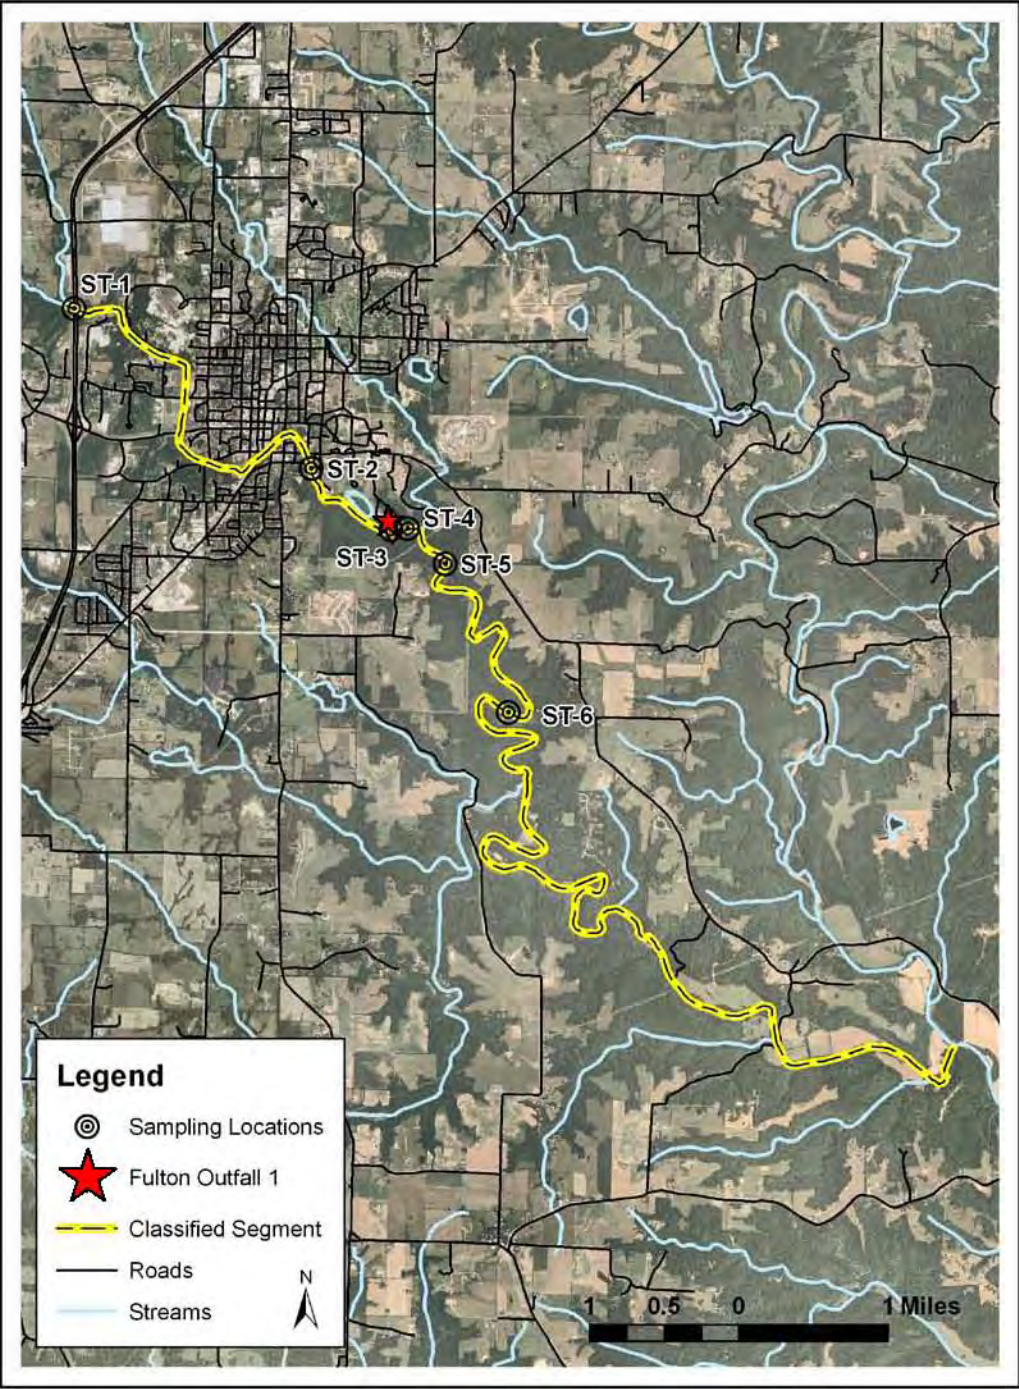 ST-1
ST-2
ST-4
ST-3
ST-5
ST-6
Legend
Sampling Locations
Fulton Outfall 1
Classified Segment
Roads
Streams
N
1 0.5 0 1 Miles